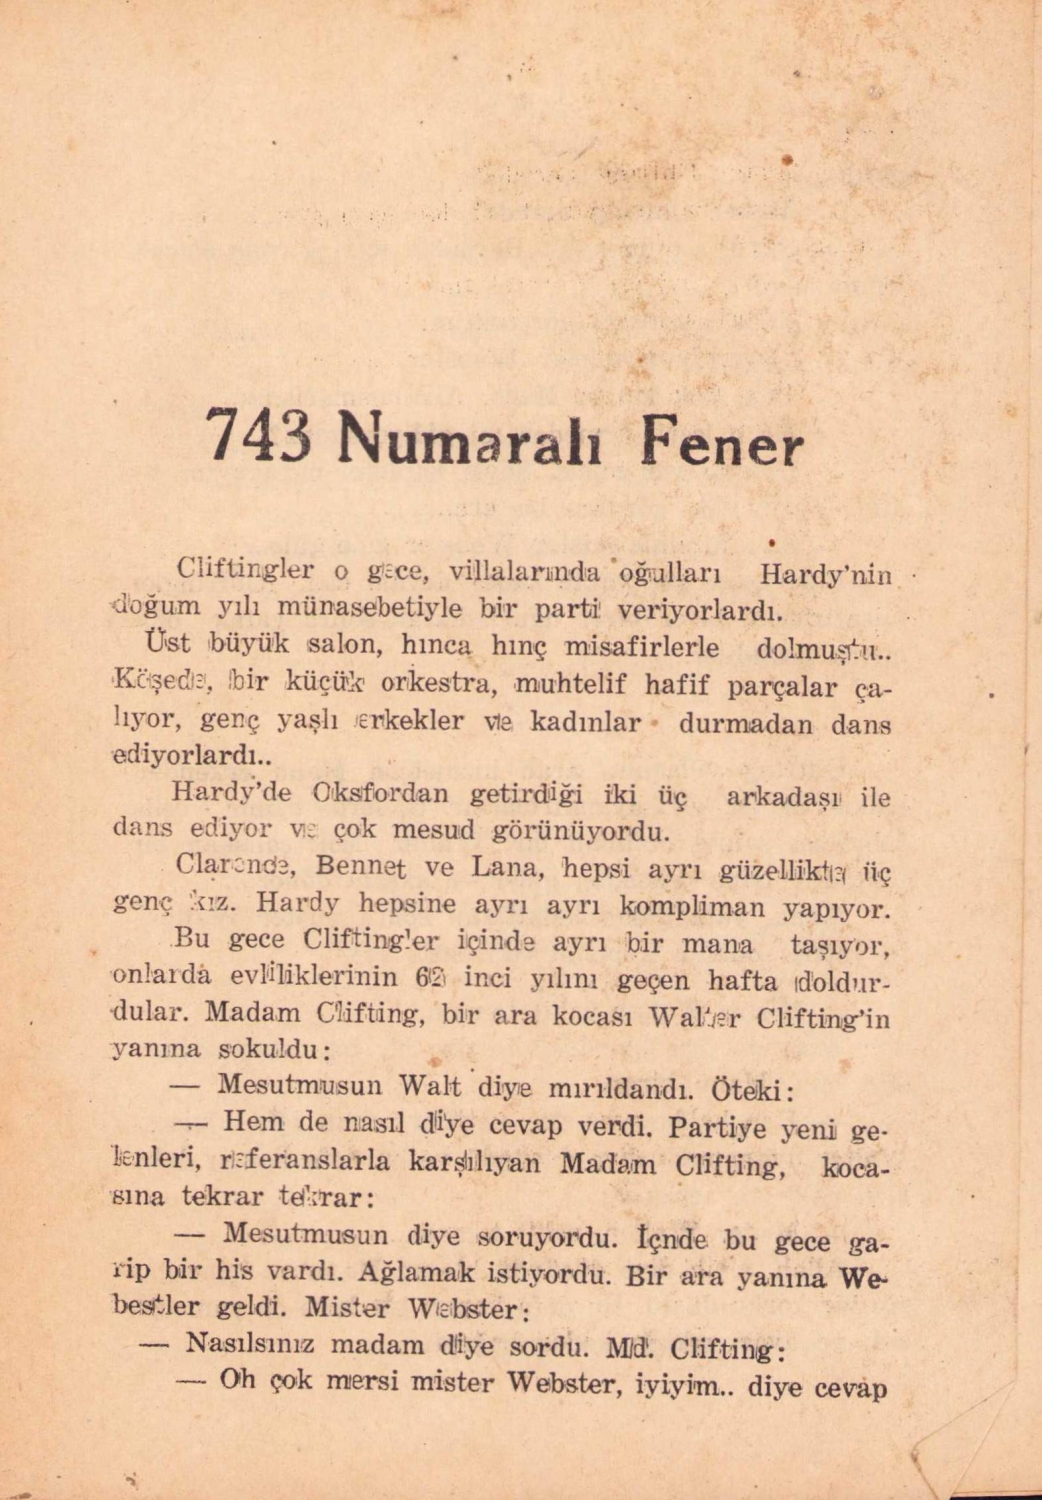 743 Numaralı Fener
Cliftingler o gece, villalarında oğulları Hardy'nin
doğum yılı münasebetiyle bir parti veriyorlardı.
Üst büyük salon, hınca hınç misafirlerle dolmuştu..
Köşede, bir küçük orkestra, muhtelif hafif parçalar ça-
lıyor, genç yaşlı erkekler ve kadınlar durmadan dans
ediyorlardı..
Hardy'de Oksfordan getirdiği iki üç arkadaşı ile
dans ediyor ve çok mesud görünüyordu.
Clarende, Bennet ve Lana, hepsi ayrı güzellikte üç
genç kız. Hardy hepsine ayrı ayrı kompliman yapıyor.
Bu gece Clifting'er içinde ayrı bir mana taşıyor,
onlarda evliliklerinin 62 inci yılını geçen hafta doldur-
dular. Madam Clifting, bir ara kocası Walter Clifting'in
yanına sokuldu:
— Mesutmusun Walt diye mırıldandı. Öteki:
— Hem de nasıl diye cevap verdi. Partiye yeni ge-
lenleri, referanslarla karşılıyan Madam Clifting, koca-
sına tekrar tekrar:
— Mesutmusun diye soruyordu. İçnde bu gece ga-
rip bir his vardı. Ağlamak istiyordu. Bir ara yanına We-
bestler geldi. Mister Webster:
— Nasılsınız madam diye sordu. Md. Clifting:
— Oh çok mersi mister Webster, iyiyim.. diye cevap